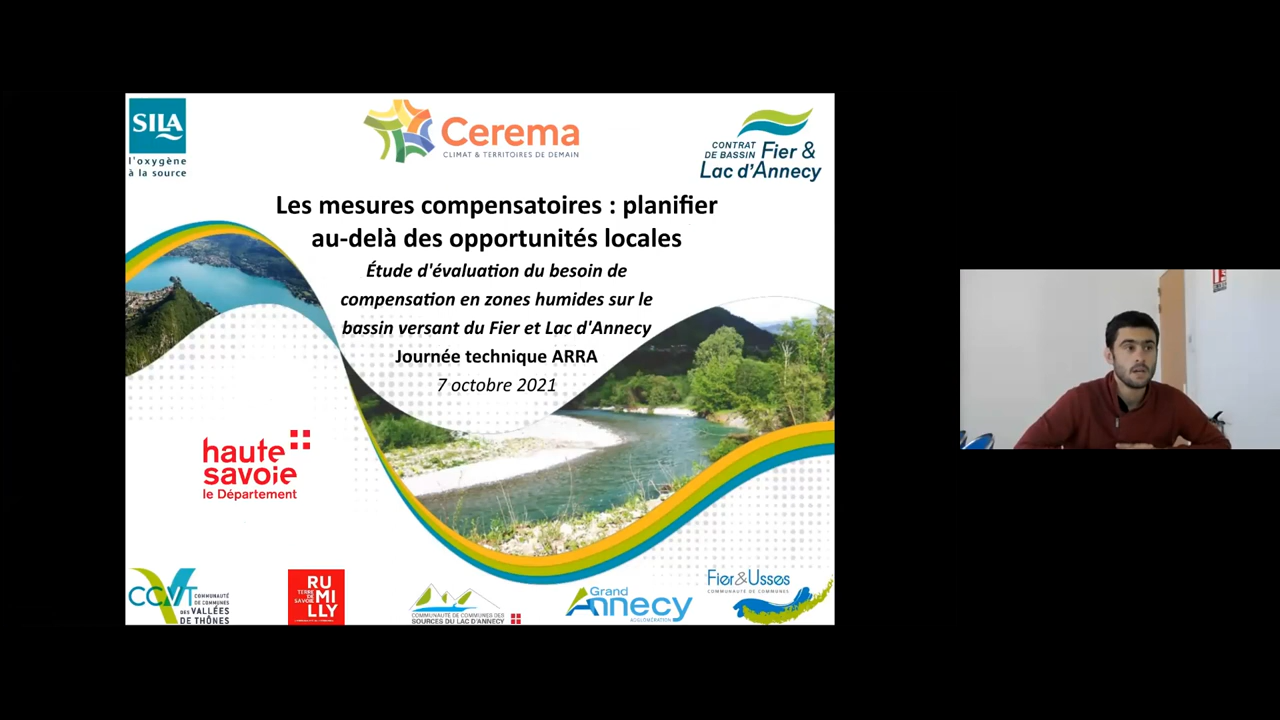 SILA
l'oxygène
à la source
Cerema
CLIMAT & TERRITOIRES DE DEMAIN
CONTRAT
DE BASSIN Fier &
Lac d'Annecy
Les mesures compensatoires : planifier
au-delà des opportunités locales
Étude d'évaluation du besoin de
compensation en zones humides sur le
bassin versant du Fier et Lac d'Annecy
Journée technique ARRA
7 octobre 2021
haute
savoie
le Département
CCVT
COMMUNAUTÉ
DE COMMUNES
DES VALLÉES
DE THÔNES
RU
MI
LLY
TERRE
DE SAVOIE
COMMUNAUTÉ DE COMMUNES DES
SOURCES DU LAC D'ANNECY
Grand
Annecy
AGGLOMÉRATION
Fier & Usses
COMMUNAUTÉ DE COMMUNES